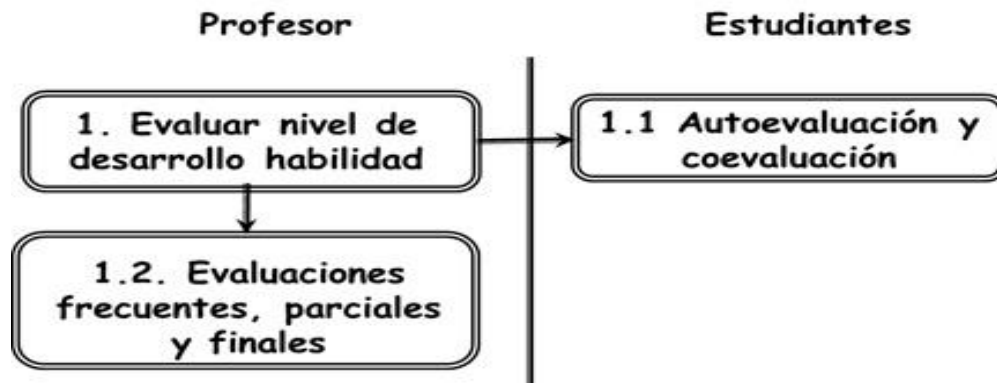 Profesor
Estudiantes
1. Evaluar nivel de
desarrollo habilidad
1.1 Autoevaluación y
coevaluación
1.2. Evaluaciones
frecuentes, parciales
y finales